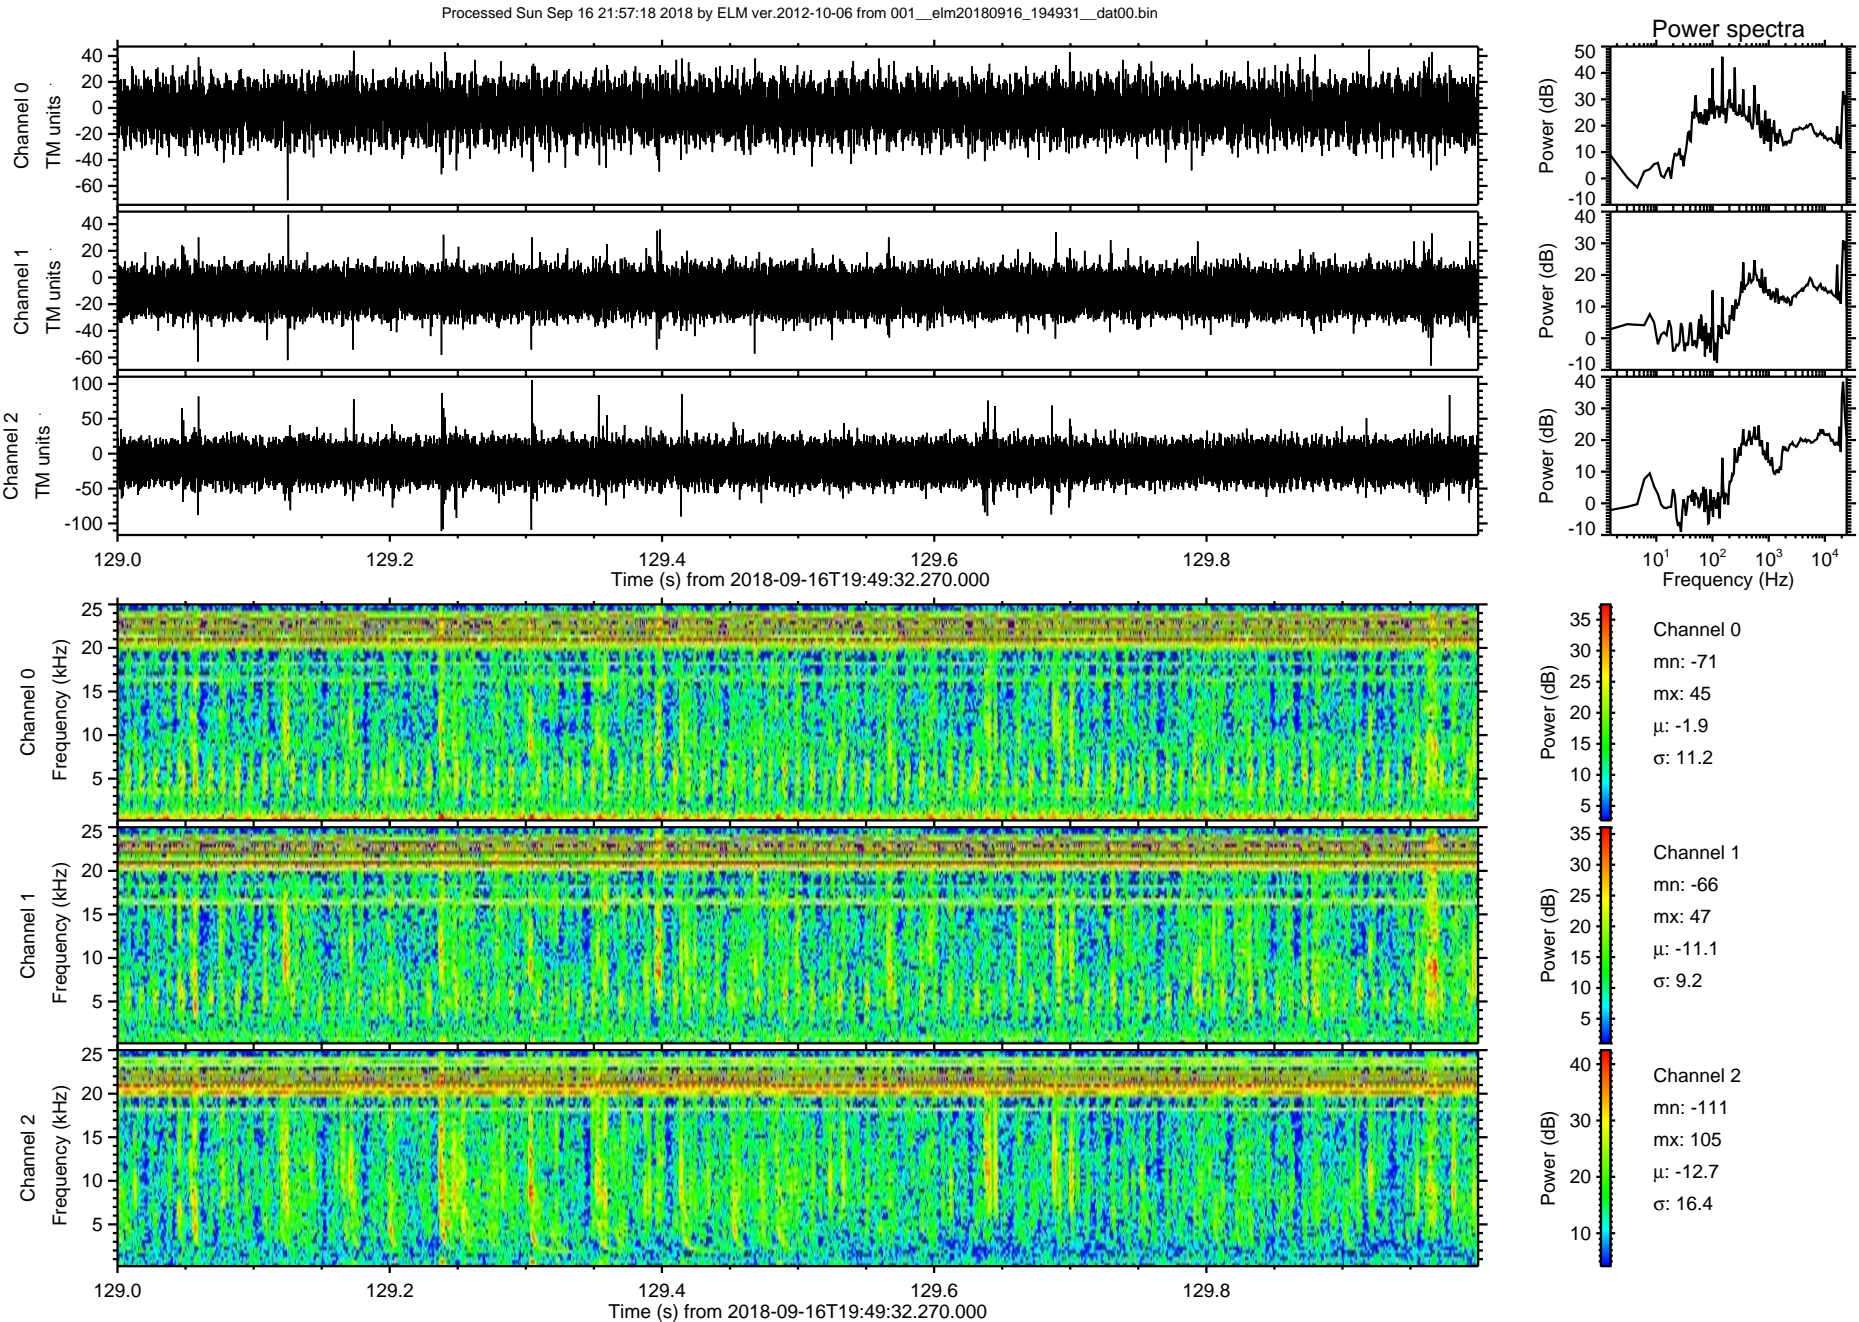 Processed Sun Sep 16 21:57:18 2018 by ELM ver.2012-10-06 from 001__elm20180916_194931__dat00.bin
Power spectra
Channel 0
TM units
40
20
0
-20
-40
-60
Power (dB)
50
40
30
20
10
0
-10
Channel 1
TM units
40
20
0
-20
-40
-60
Power (dB)
40
30
20
10
0
-10
Channel 2
TM units
100
50
0
-50
-100
Power (dB)
40
30
20
10
0
-10
129.0 129.2 129.4 129.6 129.8
Time (s) from 2018-09-16T19:49:32.270.000
10¹ 10² 10³ 10⁴
Frequency (Hz)
Channel 0
Frequency (kHz)
25
20
15
10
5
Power (dB)
35
30
25
20
15
10
5
Channel 0
mn: -71
mx: 45
μ: -1.9
σ: 11.2
Channel 1
Frequency (kHz)
25
20
15
10
5
Power (dB)
35
30
25
20
15
10
5
Channel 1
mn: -66
mx: 47
μ: -11.1
σ: 9.2
Channel 2
Frequency (kHz)
25
20
15
10
5
Power (dB)
40
30
20
10
Channel 2
mn: -111
mx: 105
μ: -12.7
σ: 16.4
129.0 129.2 129.4 129.6 129.8
Time (s) from 2018-09-16T19:49:32.270.000